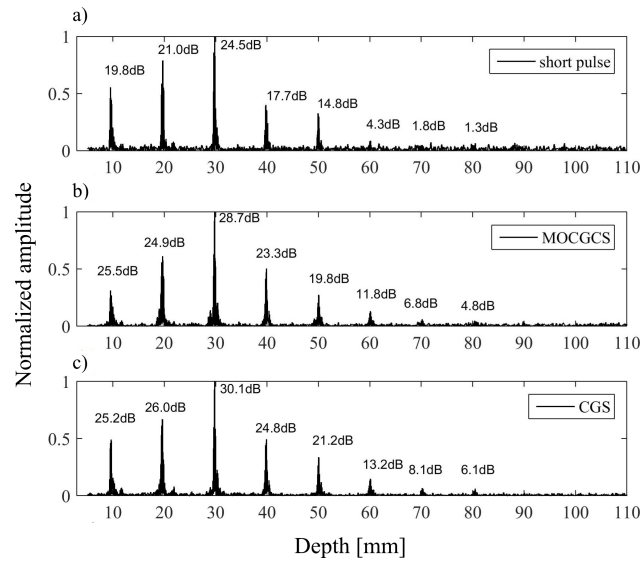 a)
1
0.5
0
19.8dB
21.0dB
24.5dB
17.7dB
14.8dB
4.3dB
1.8dB
1.3dB
short pulse
10 20 30 40 50 60 70 80 90 100 110
b)
1
0.5
0
25.5dB
24.9dB
28.7dB
23.3dB
19.8dB
11.8dB
6.8dB
4.8dB
MOCGCS
10 20 30 40 50 60 70 80 90 100 110
Normalized amplitude
c)
1
0.5
0
25.2dB
26.0dB
30.1dB
24.8dB
21.2dB
13.2dB
8.1dB
6.1dB
CGS
10 20 30 40 50 60 70 80 90 100 110
Depth [mm]